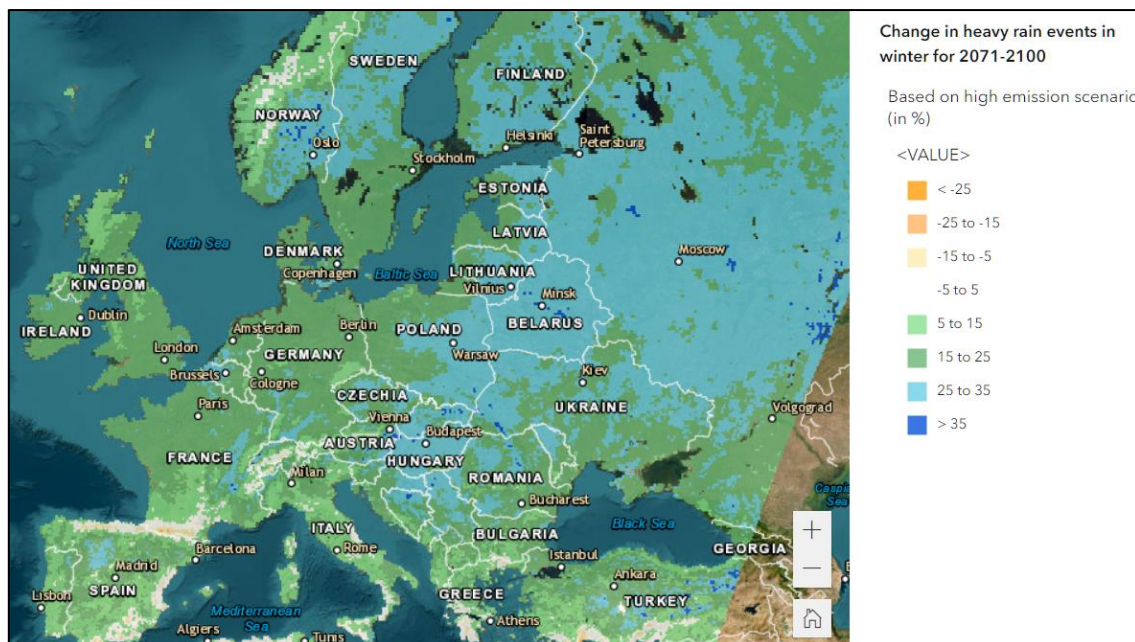 SWEDEN
FINLAND
NORWAY
Oslo
Helsinki
Saint
Petersburg
Stockholm
ESTONIA
North Sea
DENMARK
LATVIA
Moscow
Copenhagen
Baltic Sea
LITHUANIA
UNITED
KINGDOM
Vilnius
Minsk
Dublin
IRELAND
Amsterdam
Berlin
POLAND
BELARUS
London
GERMANY
Warsaw
Brussels
Cologne
Kiev
Paris
CZECHIA
UKRAINE
Volgograd
Vienna
AUSTRIA
Budapest
FRANCE
HUNGARY
Milan
ROMANIA
Bucharest
ITALY
Black Sea
BULGARIA
Barcelona
Rome
Istanbul
GEORGIA
Madrid
SPAIN
Ankara
Lisbon
GREECE
TURKEY
Mediterranean
Sea
Athens
Algiers
Tunis
Caspi
Sea
+
−
Change in heavy rain events in
winter for 2071-2100
Based on high emission scenario
(in %)
<VALUE>
< -25
-25 to -15
-15 to -5
-5 to 5
5 to 15
15 to 25
25 to 35
> 35